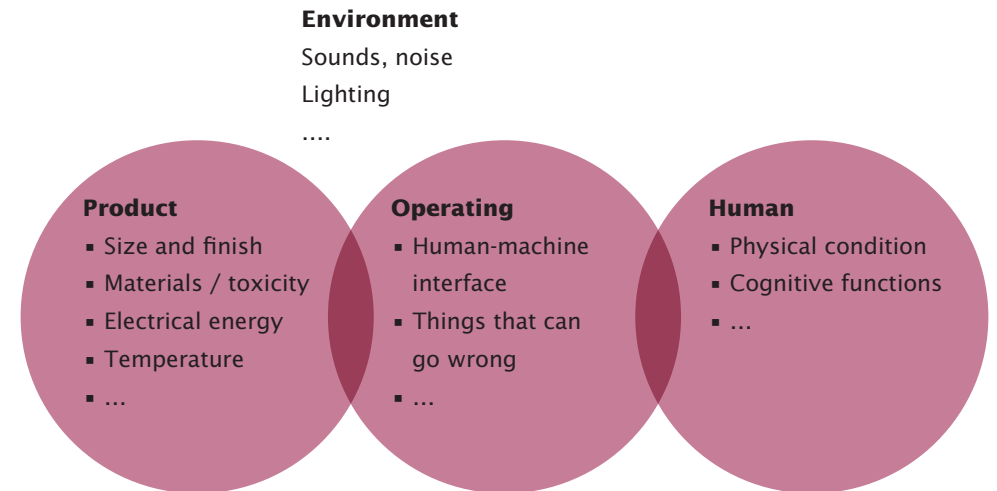 Environment
Sounds, noise
Lighting
....
Product
▪ Size and finish
▪ Materials / toxicity
▪ Electrical energy
▪ Temperature
▪ ...
Operating
▪ Human-machine
interface
▪ Things that can
go wrong
▪ ...
Human
▪ Physical condition
▪ Cognitive functions
▪ ...